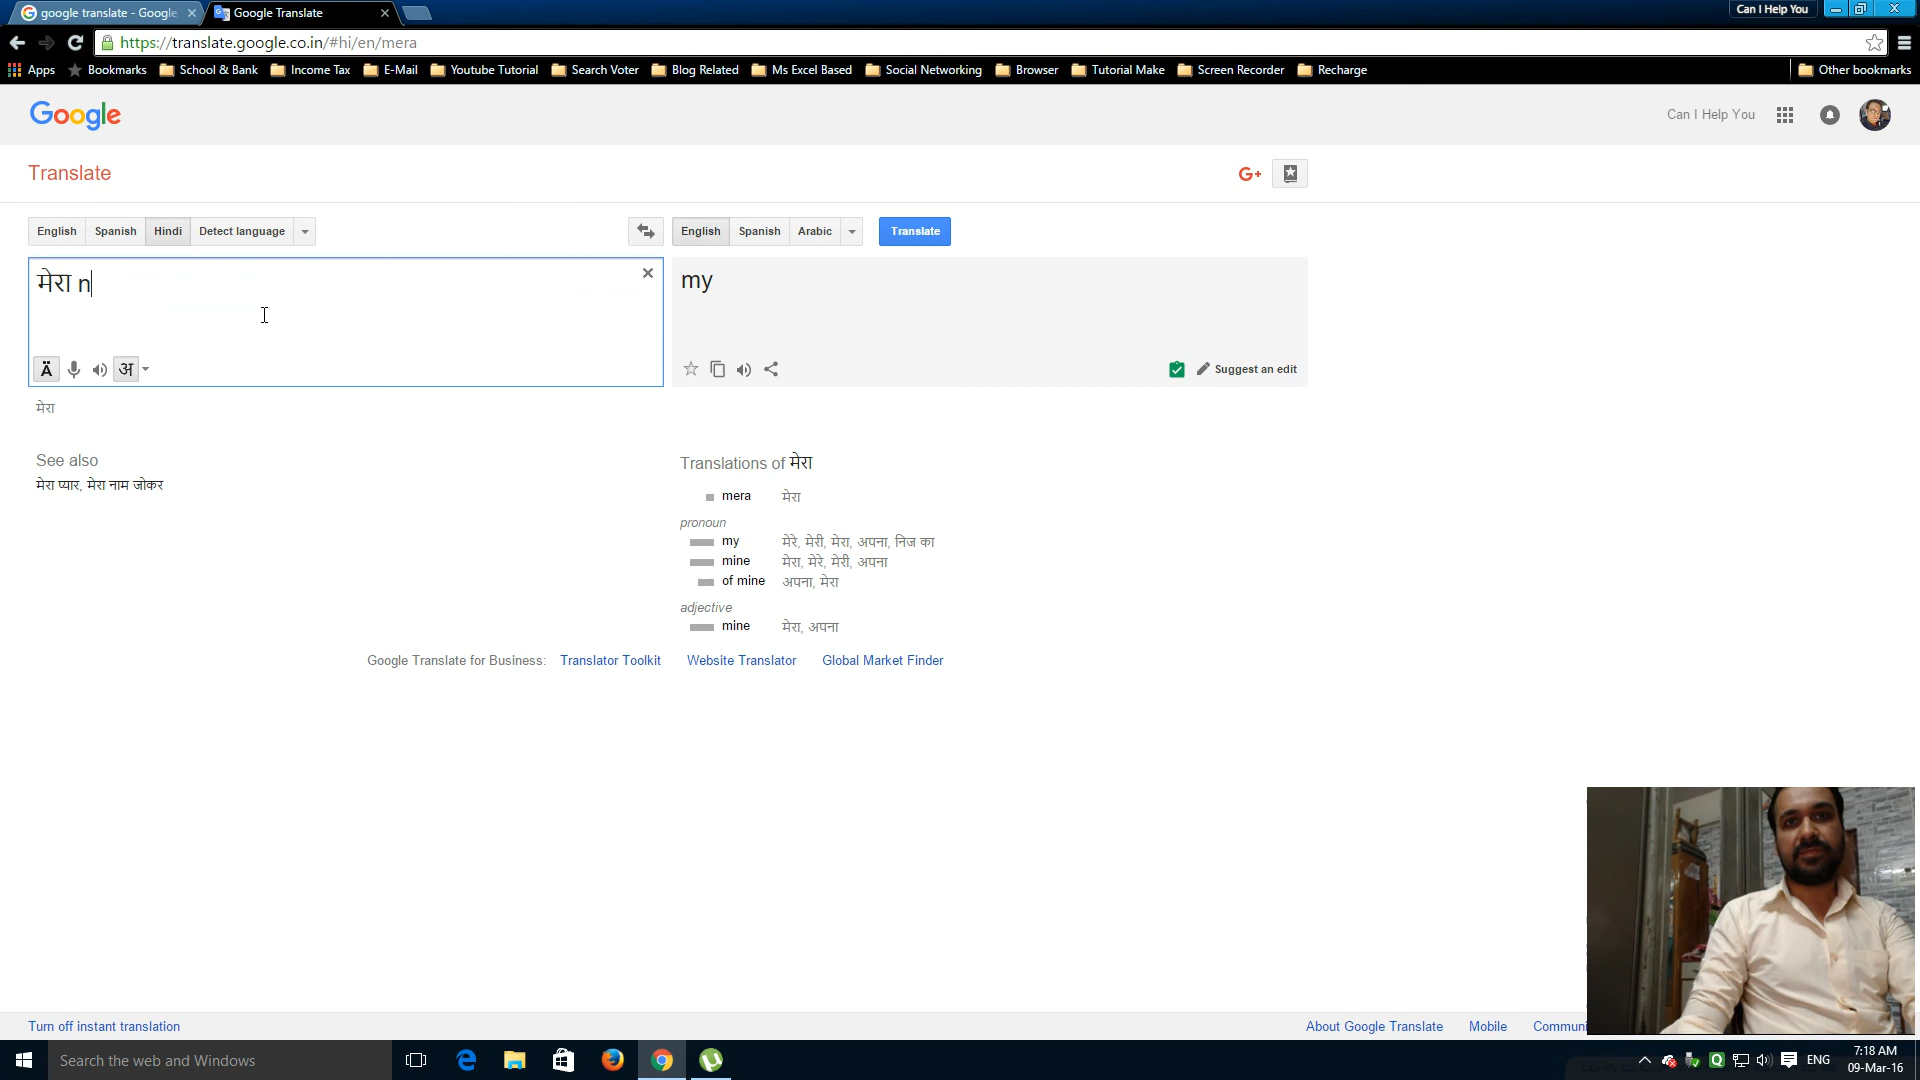 google translate - Google
Google Translate
Can I Help You
https://translate.google.co.in/#hi/en/mera
Apps Bookmarks School & Bank Income Tax E-Mail Youtube Tutorial Search Voter Blog Related Ms Excel Based Social Networking Browser Tutorial Make Screen Recorder Recharge Other bookmarks
Google
Can I Help You
Translate
G+
English Spanish Hindi Detect language
English Spanish Arabic Translate
मेरा n
my
Ä
अ
Suggest an edit
मेरा
See also
मेरा प्यार, मेरा नाम जोकर
Translations of मेरा
mera मेरा
pronoun
my मेरे, मेरी, मेरा, अपना, निज का
mine मेरा, मेरे, मेरी, अपना
of mine अपना, मेरा
adjective
mine मेरा, अपना
Google Translate for Business: Translator Toolkit Website Translator Global Market Finder
Turn off instant translation
About Google Translate Mobile Communi
Search the web and Windows
ENG
7:18 AM
09-Mar-16